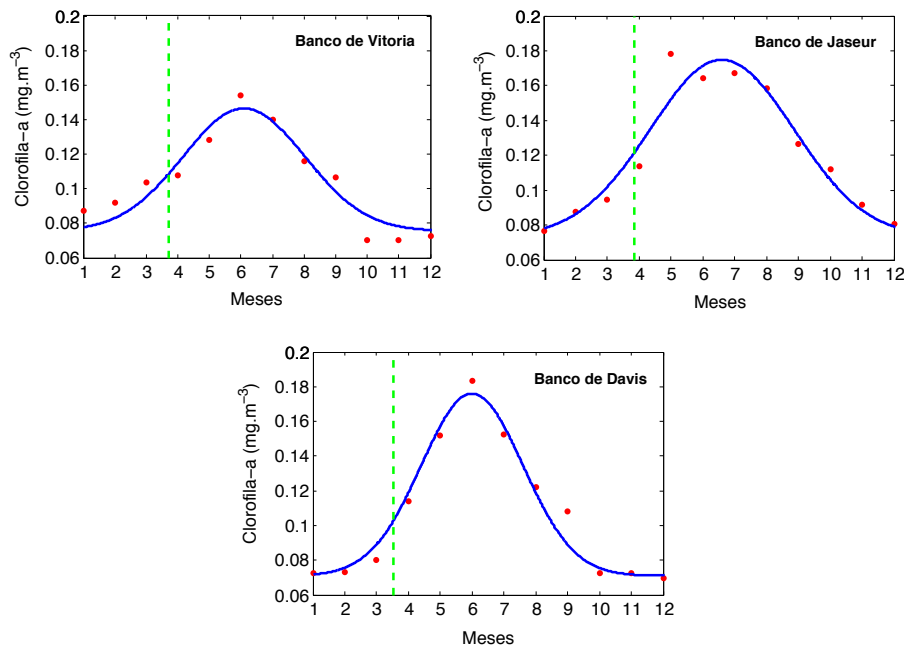 Banco de Vitoria
Clorofila-a (mg.m⁻³)
0.2
0.18
0.16
0.14
0.12
0.1
0.08
0.06
1 2 3 4 5 6 7 8 9 10 11 12
Meses
Banco de Jaseur
Clorofila-a (mg.m⁻³)
0.2
0.18
0.16
0.14
0.12
0.1
0.08
0.06
1 2 3 4 5 6 7 8 9 10 11 12
Meses
Banco de Davis
Clorofila-a (mg.m⁻³)
0.2
0.18
0.16
0.14
0.12
0.1
0.08
0.06
1 2 3 4 5 6 7 8 9 10 11 12
Meses